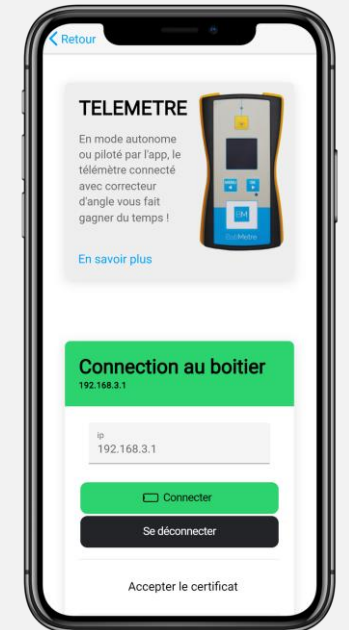 Retour
TELEMETRE
En mode autonome
ou piloté par l'app, le
télémètre connecté
avec correcteur
d'angle vous fait
gagner du temps !
En savoir plus
Connection au boitier
192.168.3.1
ip
192.168.3.1
Connecter
Se déconnecter
Accepter le certificat